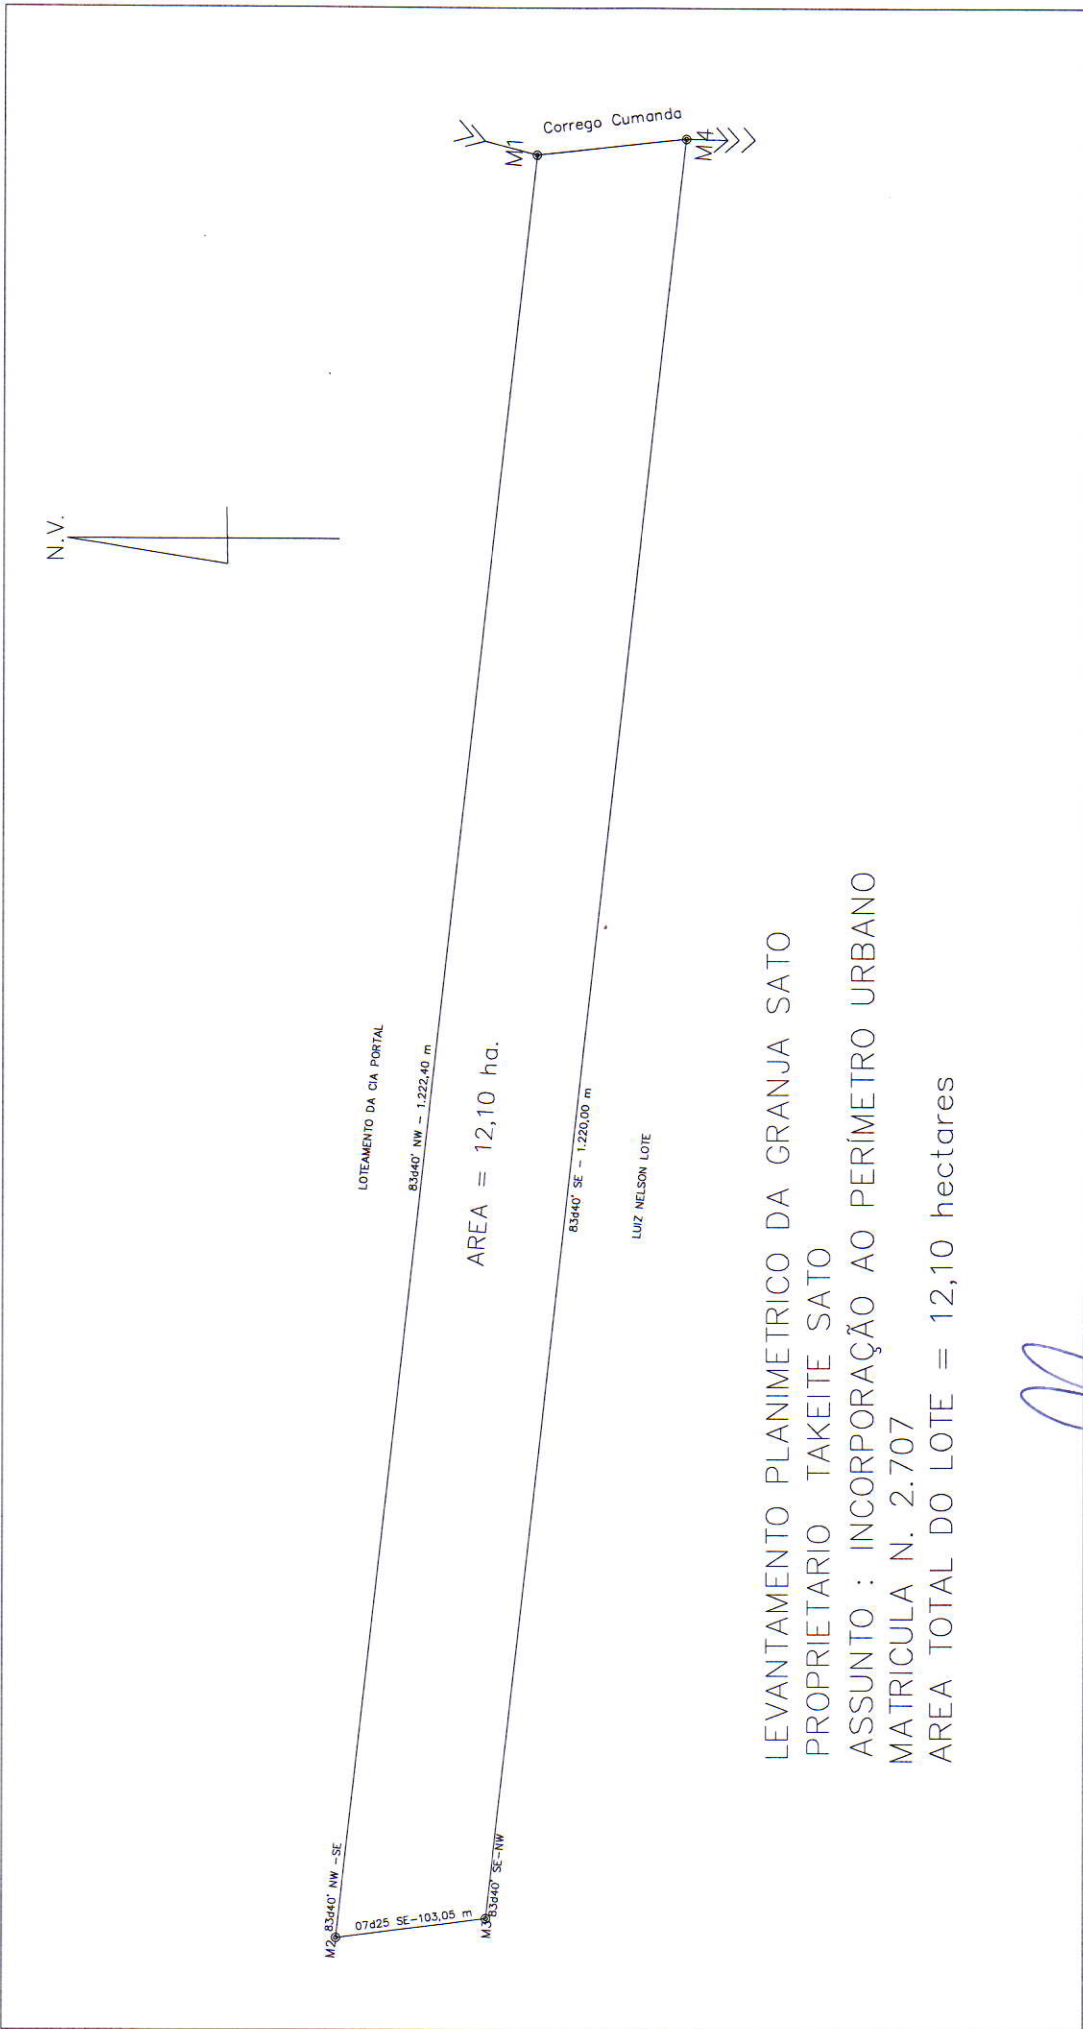 N.V.
Corrego Cumanda
M1
M4
LOTEAMENTO DA CIA PORTAL
83d40' NW - 1.222,40 m
AREA = 12,10 ha.
83d40' SE - 1.220,00 m
LUIZ NELSON LOTE
M2
83d40' NW -SE
07d25 SE-103,05 m
M3
83d40' SE-NW
LEVANTAMENTO PLANIMETRICO DA GRANJA SATO
PROPRIETARIO TAKEITE SATO
ASSUNTO : INCORPORAÇÃO AO PERÍMETRO URBANO
MATRICULA N. 2.707
AREA TOTAL DO LOTE = 12,10 hectares